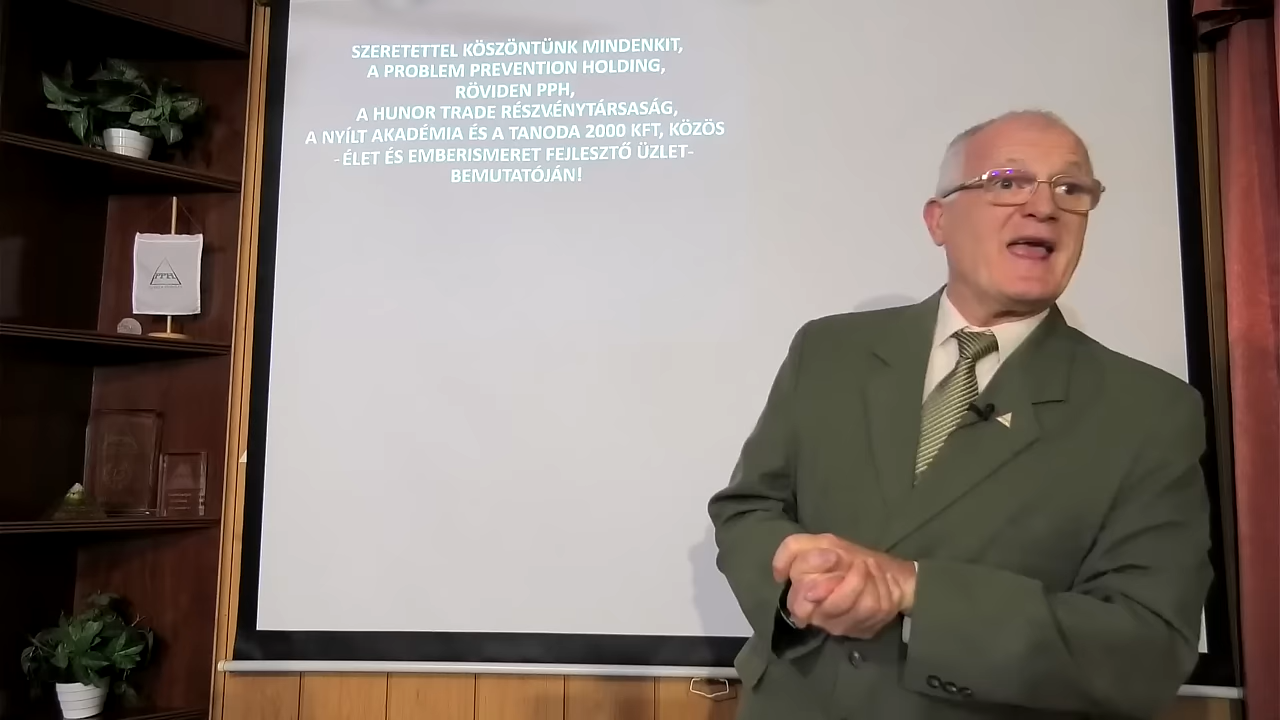 SZERETETTEL KÖSZÖNTÜNK MINDENKIT,
A PROBLEM PREVENTION HOLDING,
RÖVIDEN PPH,
A HUNOR TRADE RÉSZVÉNYTÁRSASÁG,
A NYÍLT AKADÉMIA ÉS A TANODA 2000 KFT, KÖZÖS
- ÉLET ÉS EMBERISMERET FEJLESZTŐ ÜZLET-
BEMUTATÓJÁN!
PPH